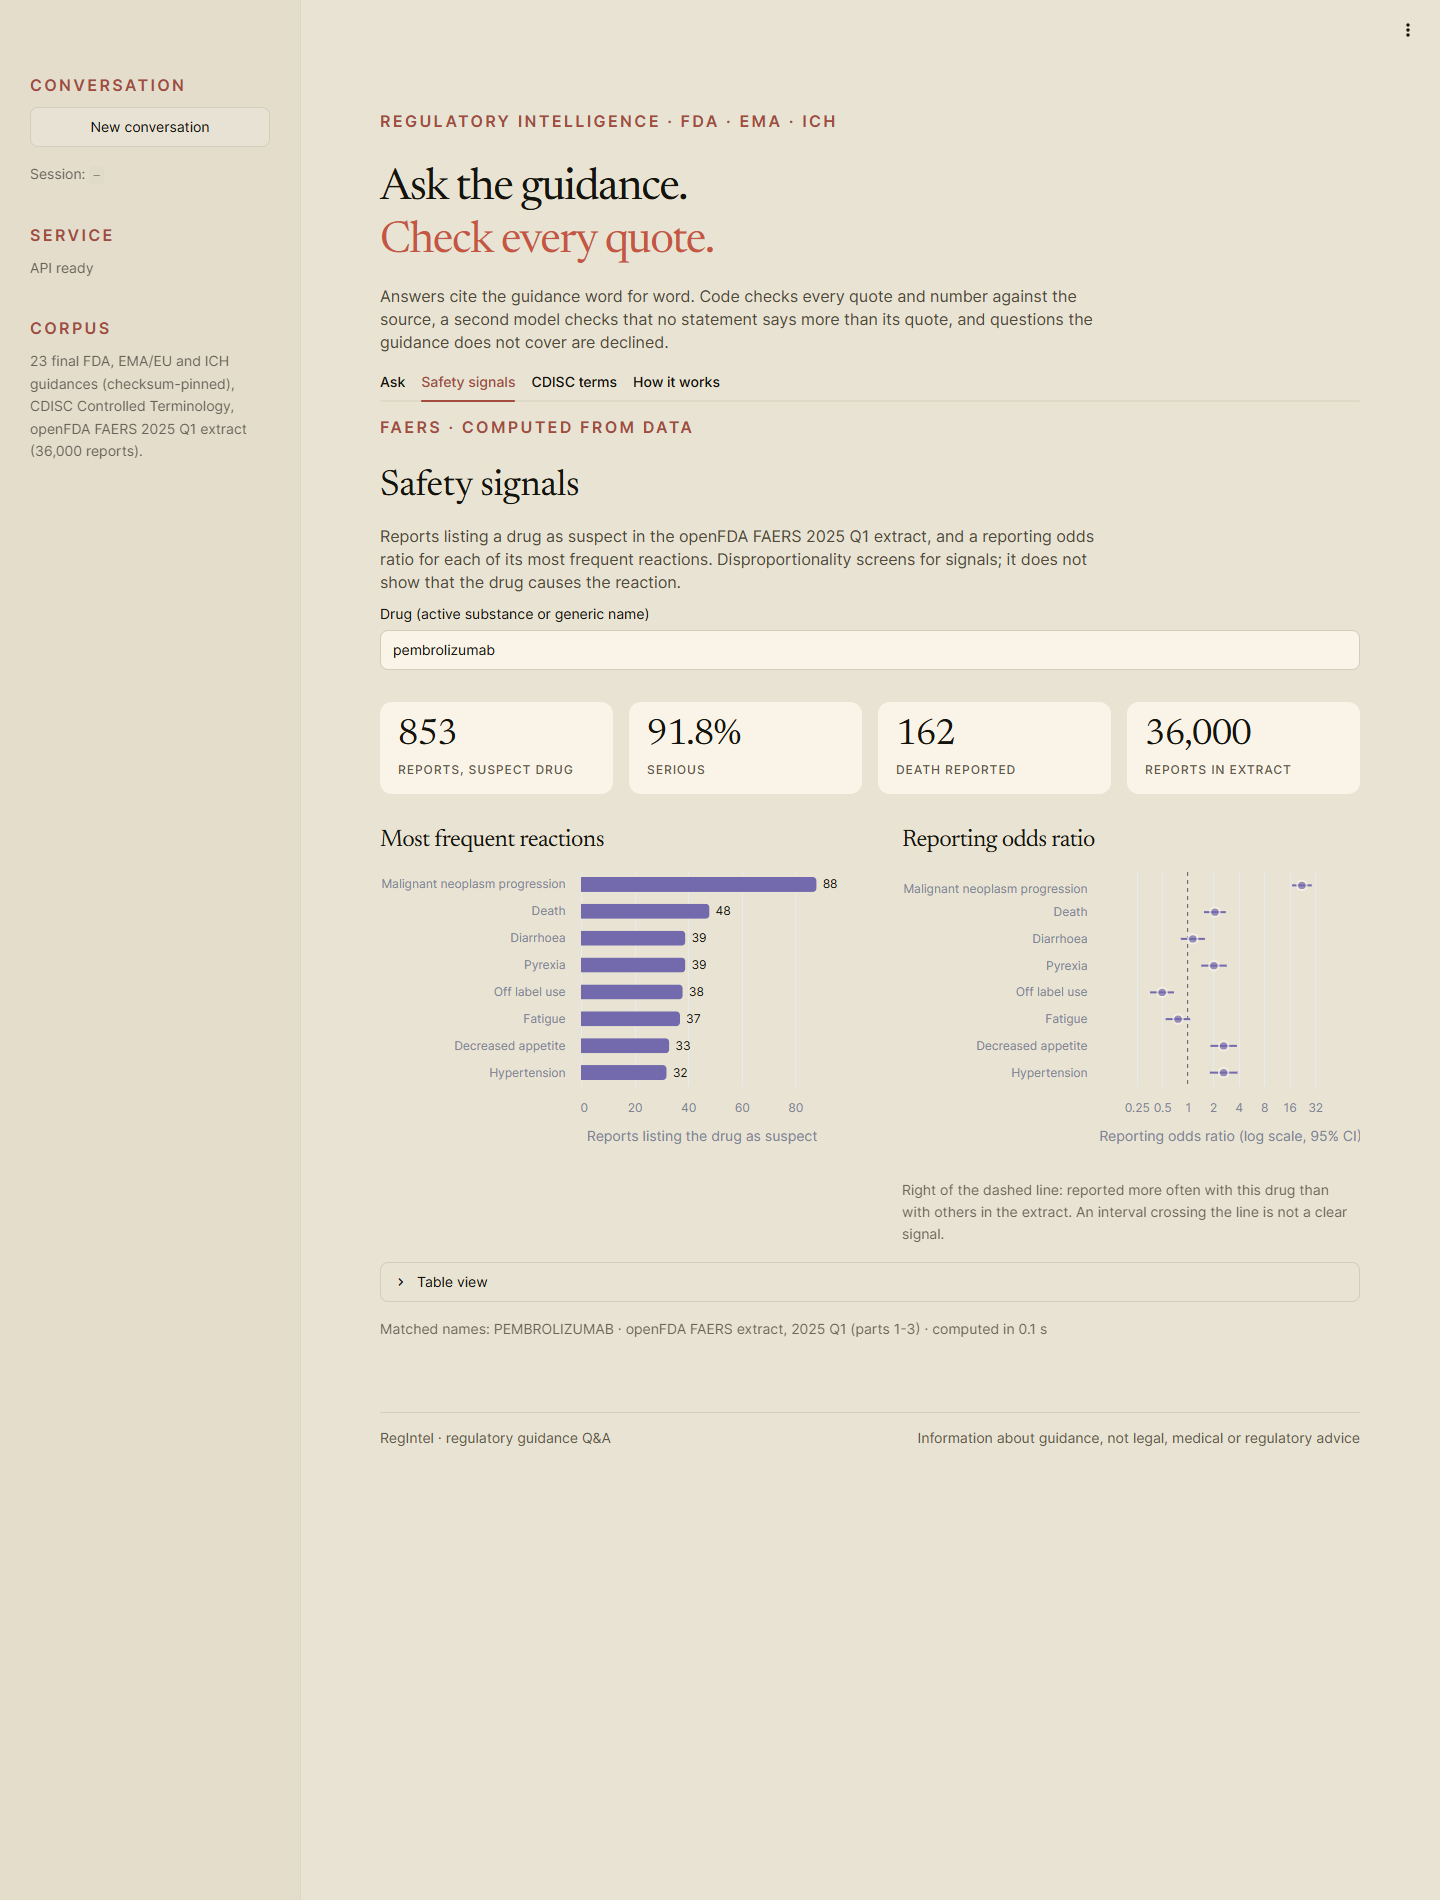 CONVERSATION
New conversation
Session: –
SERVICE
API ready
CORPUS
23 final FDA, EMA/EU and ICH
guidances (checksum-pinned),
CDISC Controlled Terminology,
openFDA FAERS 2025 Q1 extract
(36,000 reports).
REGULATORY INTELLIGENCE · FDA · EMA · ICH
Ask the guidance.
Check every quote.
Answers cite the guidance word for word. Code checks every quote and number against the
source, a second model checks that no statement says more than its quote, and questions the
guidance does not cover are declined.
Ask Safety signals CDISC terms How it works
FAERS · COMPUTED FROM DATA
Safety signals
Reports listing a drug as suspect in the openFDA FAERS 2025 Q1 extract, and a reporting odds
ratio for each of its most frequent reactions. Disproportionality screens for signals; it does not
show that the drug causes the reaction.
Drug (active substance or generic name)
pembrolizumab
853
REPORTS, SUSPECT DRUG
91.8%
SERIOUS
162
DEATH REPORTED
36,000
REPORTS IN EXTRACT
Most frequent reactions
Malignant neoplasm progression 88
Death 48
Diarrhoea 39
Pyrexia 39
Off label use 38
Fatigue 37
Decreased appetite 33
Hypertension 32
0 20 40 60 80
Reports listing the drug as suspect
Reporting odds ratio
Malignant neoplasm progression
Death
Diarrhoea
Pyrexia
Off label use
Fatigue
Decreased appetite
Hypertension
0.25 0.5 1 2 4 8 16 32
Reporting odds ratio (log scale, 95% CI)
Right of the dashed line: reported more often with this drug than
with others in the extract. An interval crossing the line is not a clear
signal.
Table view
Matched names: PEMBROLIZUMAB · openFDA FAERS extract, 2025 Q1 (parts 1-3) · computed in 0.1 s
RegIntel · regulatory guidance Q&A
Information about guidance, not legal, medical or regulatory advice